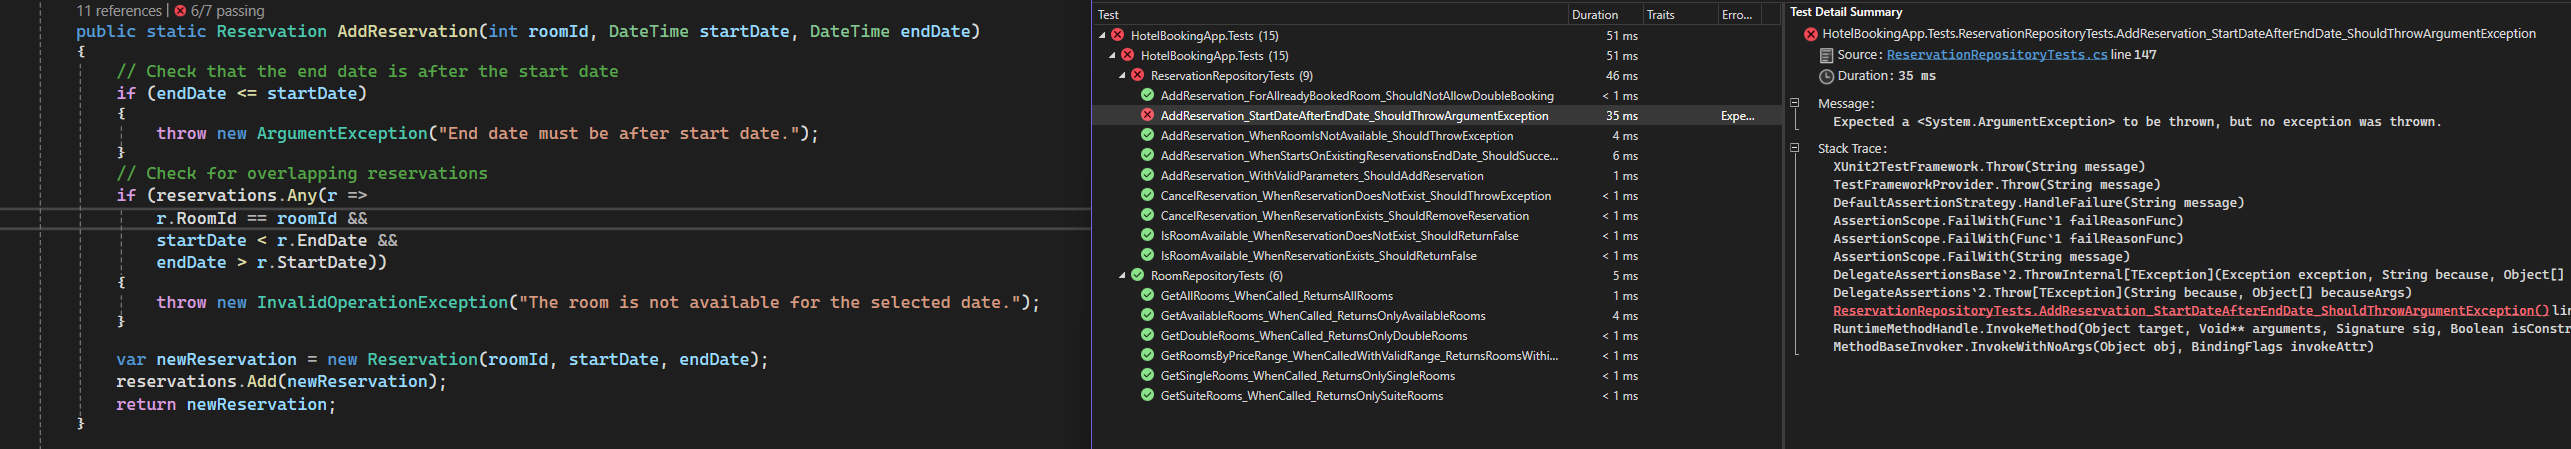 11 references | 6/7 passing
public static Reservation AddReservation(int roomId, DateTime startDate, DateTime endDate)
{
// Check that the end date is after the start date
if (endDate <= startDate)
{
throw new ArgumentException("End date must be after start date.");
}
// Check for overlapping reservations
if (reservations.Any(r =>
r.RoomId == roomId &&
startDate < r.EndDate &&
endDate > r.StartDate))
{
throw new InvalidOperationException("The room is not available for the selected date.");
}
var newReservation = new Reservation(roomId, startDate, endDate);
reservations.Add(newReservation);
return newReservation;
}
Test Duration Traits Erro...
HotelBookingApp.Tests (15) 51 ms
HotelBookingApp.Tests (15) 51 ms
ReservationRepositoryTests (9) 46 ms
AddReservation_ForAllreadyBookedRoom_ShouldNotAllowDoubleBooking < 1 ms
AddReservation_StartDateAfterEndDate_ShouldThrowArgumentException 35 ms Expe...
AddReservation_WhenRoomIsNotAvailable_ShouldThrowException 4 ms
AddReservation_WhenStartsOnExistingReservationsEndDate_ShouldSucce... 6 ms
AddReservation_WithValidParameters_ShouldAddReservation 1 ms
CancelReservation_WhenReservationDoesNotExist_ShouldThrowException < 1 ms
CancelReservation_WhenReservationExists_ShouldRemoveReservation < 1 ms
IsRoomAvailable_WhenReservationDoesNotExist_ShouldReturnFalse < 1 ms
IsRoomAvailable_WhenReservationExists_ShouldReturnFalse < 1 ms
RoomRepositoryTests (6) 5 ms
GetAllRooms_WhenCalled_ReturnsAllRooms 1 ms
GetAvailableRooms_WhenCalled_ReturnsOnlyAvailableRooms 4 ms
GetDoubleRooms_WhenCalled_ReturnsOnlyDoubleRooms < 1 ms
GetRoomsByPriceRange_WhenCalledWithValidRange_ReturnsRoomsWithi... < 1 ms
GetSingleRooms_WhenCalled_ReturnsOnlySingleRooms < 1 ms
GetSuiteRooms_WhenCalled_ReturnsOnlySuiteRooms < 1 ms
Test Detail Summary
HotelBookingApp.Tests.ReservationRepositoryTests.AddReservation_StartDateAfterEndDate_ShouldThrowArgumentException
Source: ReservationRepositoryTests.cs line 147
Duration: 35 ms
Message:
Expected a <System.ArgumentException> to be thrown, but no exception was thrown.
Stack Trace:
XUnit2TestFramework.Throw(String message)
TestFrameworkProvider.Throw(String message)
DefaultAssertionStrategy.HandleFailure(String message)
AssertionScope.FailWith(Func`1 failReasonFunc)
AssertionScope.FailWith(Func`1 failReasonFunc)
AssertionScope.FailWith(String message)
DelegateAssertionsBase`2.ThrowInternal[TException](Exception exception, String because, Object[]
DelegateAssertions`2.Throw[TException](String because, Object[] becauseArgs)
ReservationRepositoryTests.AddReservation_StartDateAfterEndDate_ShouldThrowArgumentException() lin
RuntimeMethodHandle.InvokeMethod(Object target, Void** arguments, Signature sig, Boolean isConstr
MethodBaseInvoker.InvokeWithNoArgs(Object obj, BindingFlags invokeAttr)